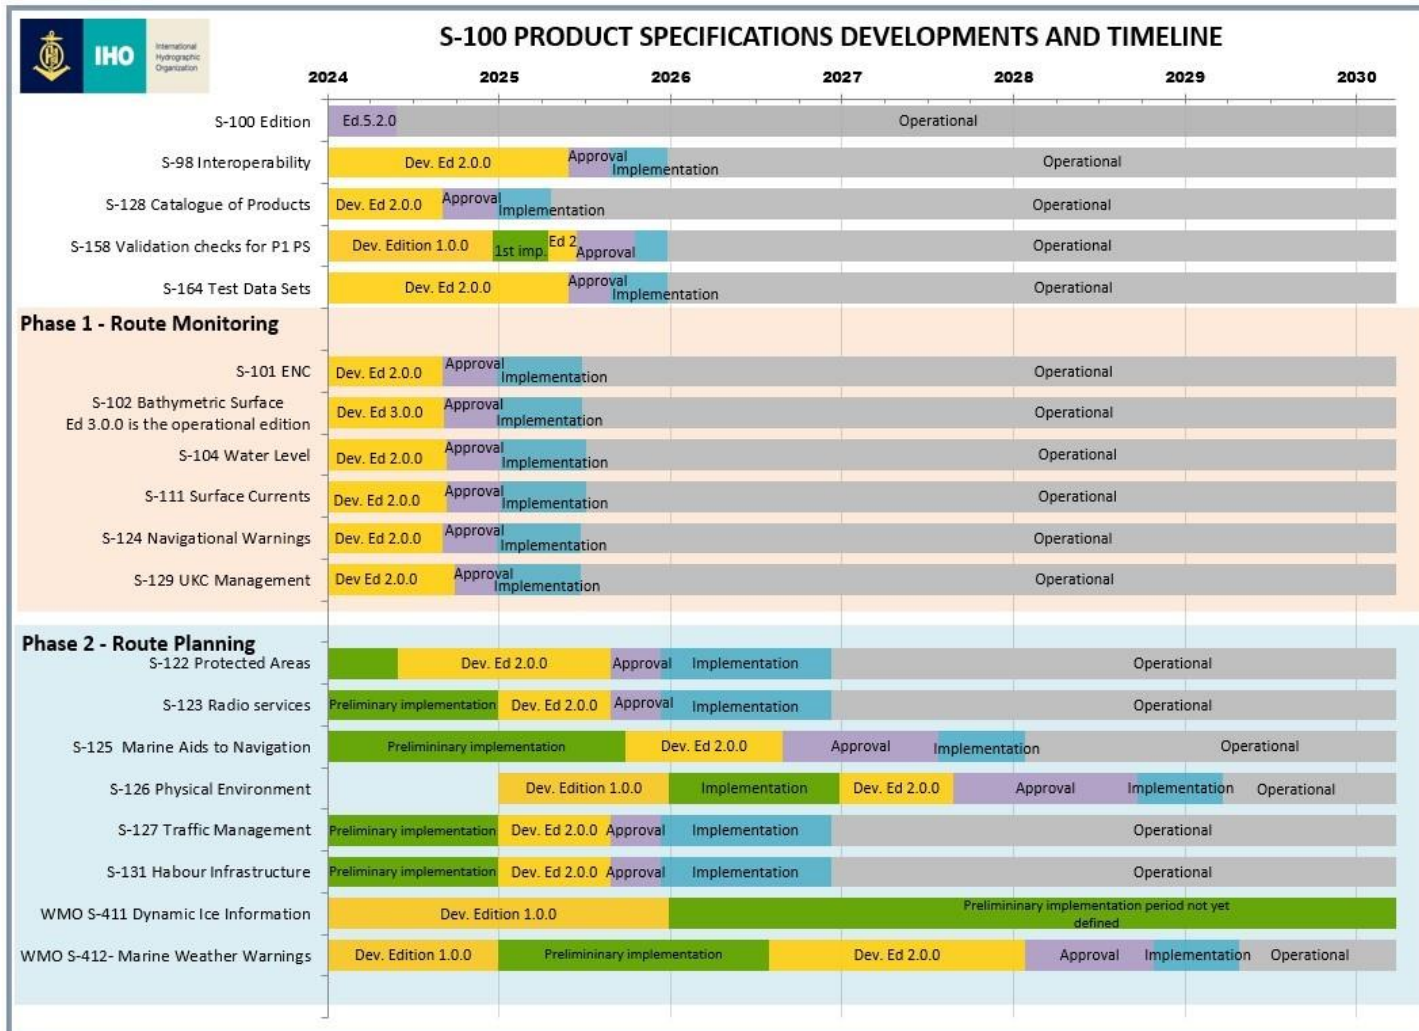 IHO
International
Hydrographic
Organization
S-100 PRODUCT SPECIFICATIONS DEVELOPMENTS AND TIMELINE
2024 2025 2026 2027 2028 2029 2030
S-100 Edition Ed.5.2.0 Operational
S-98 Interoperability Dev. Ed 2.0.0 Approval Implementation Operational
S-128 Catalogue of Products Dev. Ed 2.0.0 Approval Implementation Operational
S-158 Validation checks for P1 PS Dev. Edition 1.0.0 1st imp. Ed 2 Approval Operational
S-164 Test Data Sets Dev. Ed 2.0.0 Approval Implementation Operational
Phase 1 - Route Monitoring
S-101 ENC Dev. Ed 2.0.0 Approval Implementation Operational
S-102 Bathymetric Surface
Ed 3.0.0 is the operational edition Dev. Ed 3.0.0 Approval Implementation Operational
S-104 Water Level Dev. Ed 2.0.0 Approval Implementation Operational
S-111 Surface Currents Dev. Ed 2.0.0 Approval Implementation Operational
S-124 Navigational Warnings Dev. Ed 2.0.0 Approval Implementation Operational
S-129 UKC Management Dev Ed 2.0.0 Approval Implementation Operational
Phase 2 - Route Planning
S-122 Protected Areas Dev. Ed 2.0.0 Approval Implementation Operational
S-123 Radio services Preliminary implementation Dev. Ed 2.0.0 Approval Implementation Operational
S-125 Marine Aids to Navigation Prelimininary implementation Dev. Ed 2.0.0 Approval Implementation Operational
S-126 Physical Environment Dev. Edition 1.0.0 Implementation Dev. Ed 2.0.0 Approval Implementation Operational
S-127 Traffic Management Preliminary implementation Dev. Ed 2.0.0 Approval Implementation Operational
S-131 Habour Infrastructure Preliminary implementation Dev. Ed 2.0.0 Approval Implementation Operational
WMO S-411 Dynamic Ice Information Dev. Edition 1.0.0 Prelimininary implementation period not yet
defined
WMO S-412- Marine Weather Warnings Dev. Edition 1.0.0 Prelimininary implementation Dev. Ed 2.0.0 Approval Implementation Operational